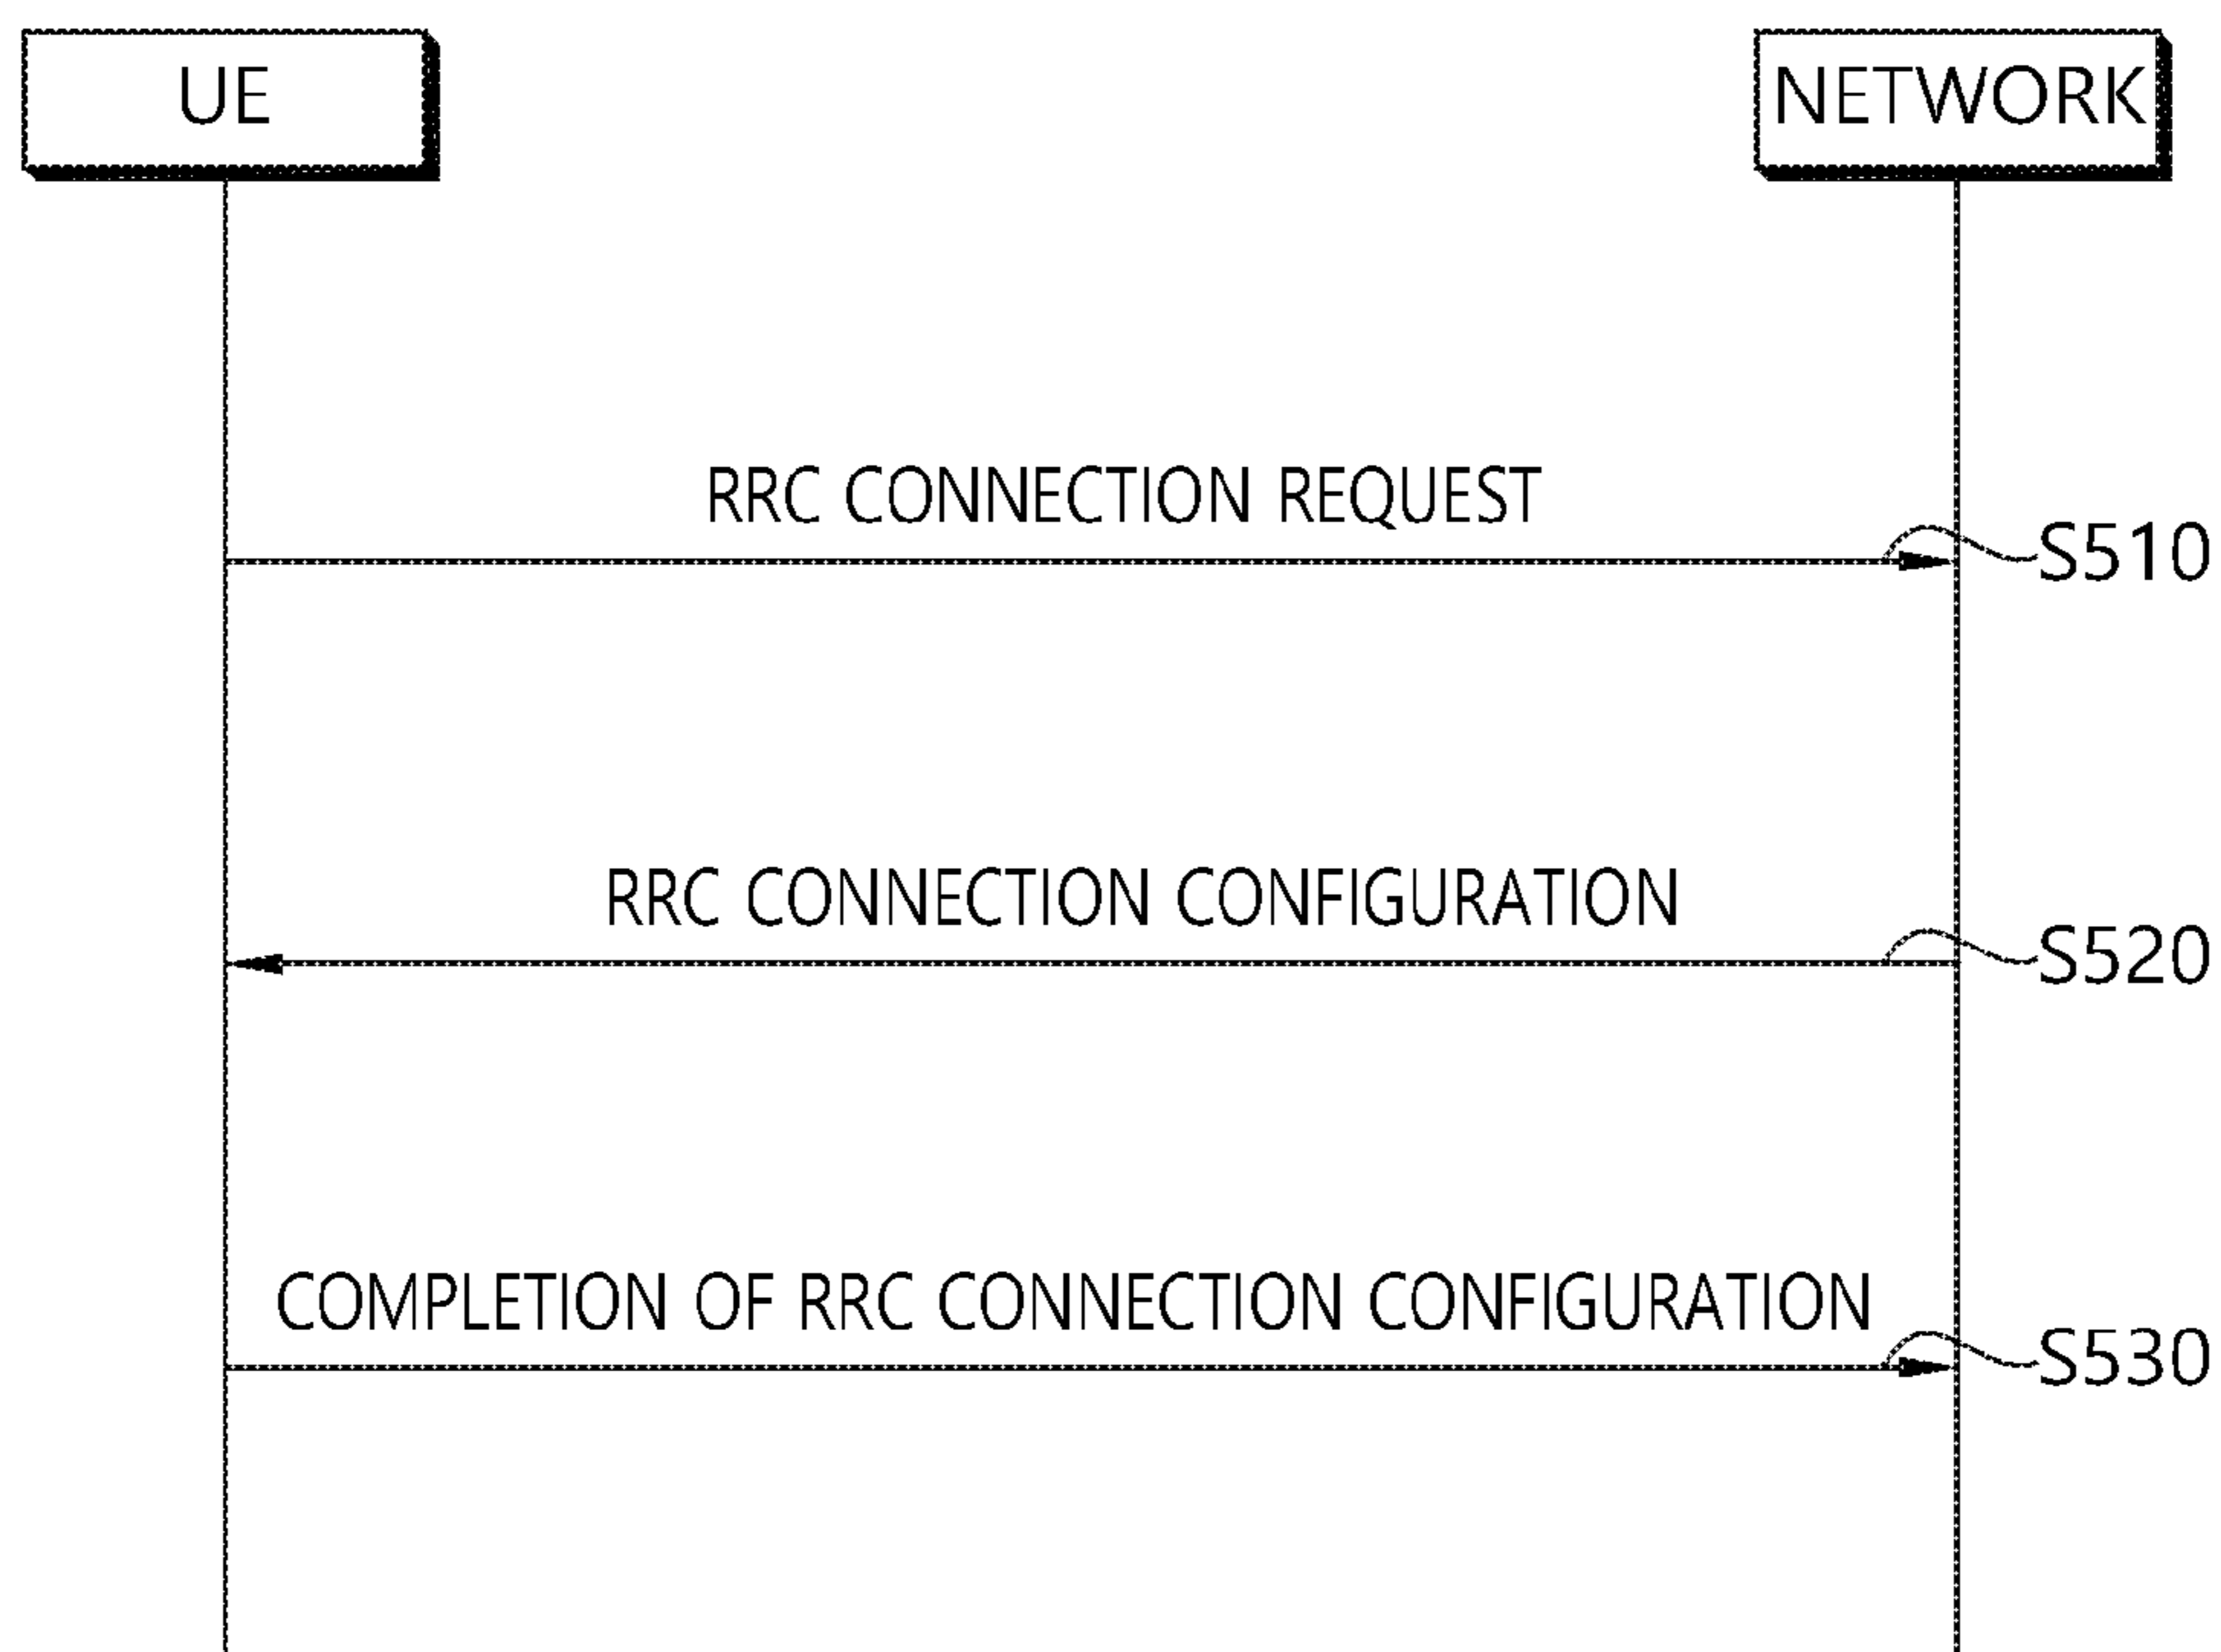 UE
NETWORK
RRC CONNECTION REQUEST
S510
RRC CONNECTION CONFIGURATION
S520
COMPLETION OF RRC CONNECTION CONFIGURATION
S530